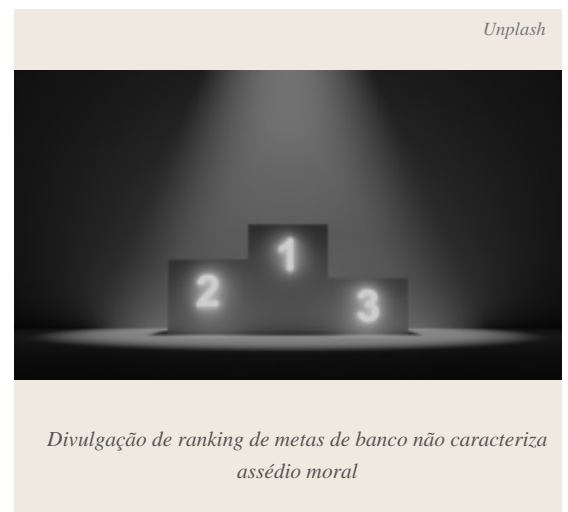 Unplash
1
2
3
Divulgação de ranking de metas de banco não caracteriza
assédio moral